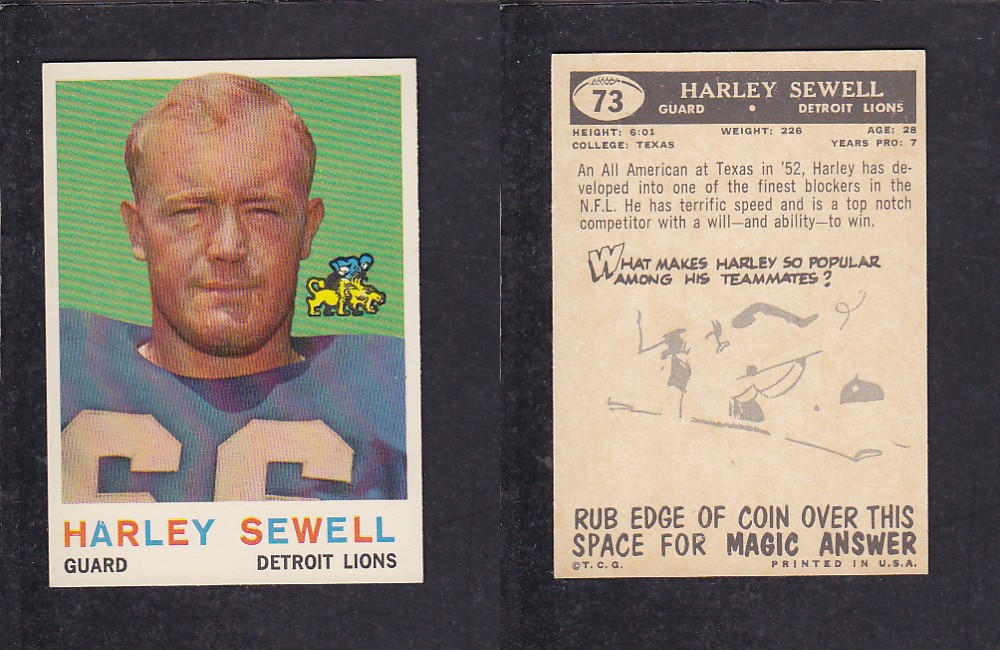 66
HARLEY SEWELL
GUARD DETROIT LIONS
73
HARLEY SEWELL
GUARD • DETROIT LIONS
HEIGHT: 6:01 WEIGHT: 226 AGE: 28
COLLEGE: TEXAS YEARS PRO: 7
An All American at Texas in '52, Harley has de-
veloped into one of the finest blockers in the
N.F.L. He has terrific speed and is a top notch
competitor with a will—and ability—to win.
WHAT MAKES HARLEY SO POPULAR
AMONG HIS TEAMMATES?
RUB EDGE OF COIN OVER THIS
SPACE FOR MAGIC ANSWER
©T.C.G. PRINTED IN U.S.A.